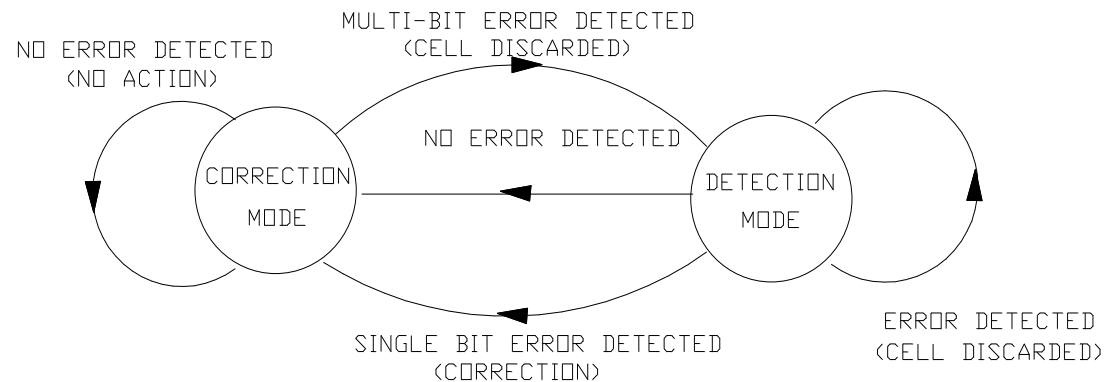 MULTI-BIT ERROR DETECTED
(CELL DISCARDED)
NO ERROR DETECTED
(NO ACTION)
NO ERROR DETECTED
CORRECTION
MODE
DETECTION
MODE
SINGLE BIT ERROR DETECTED
(CORRECTION)
ERROR DETECTED
(CELL DISCARDED)